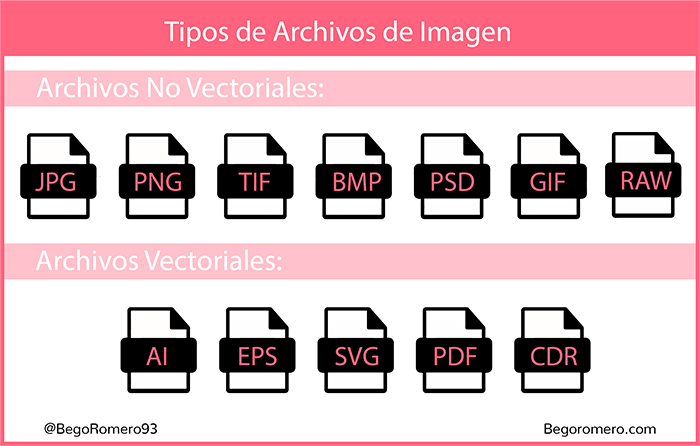 Tipos de Archivos de Imagen
Archivos No Vectoriales:
JPG PNG TIF BMP PSD GIF RAW
Archivos Vectoriales:
AI EPS SVG PDF CDR
@BegoRomero93 Begoromero.com